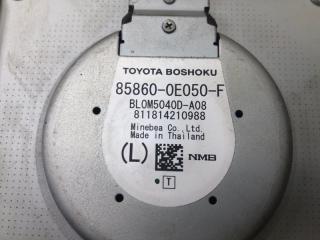 TOYOTA BOSHOKU
85860-0E050-F
BLOM5040D-A08
811814210988
Minebea Co., Ltd.
Made in Thailand
(L) NMB
T